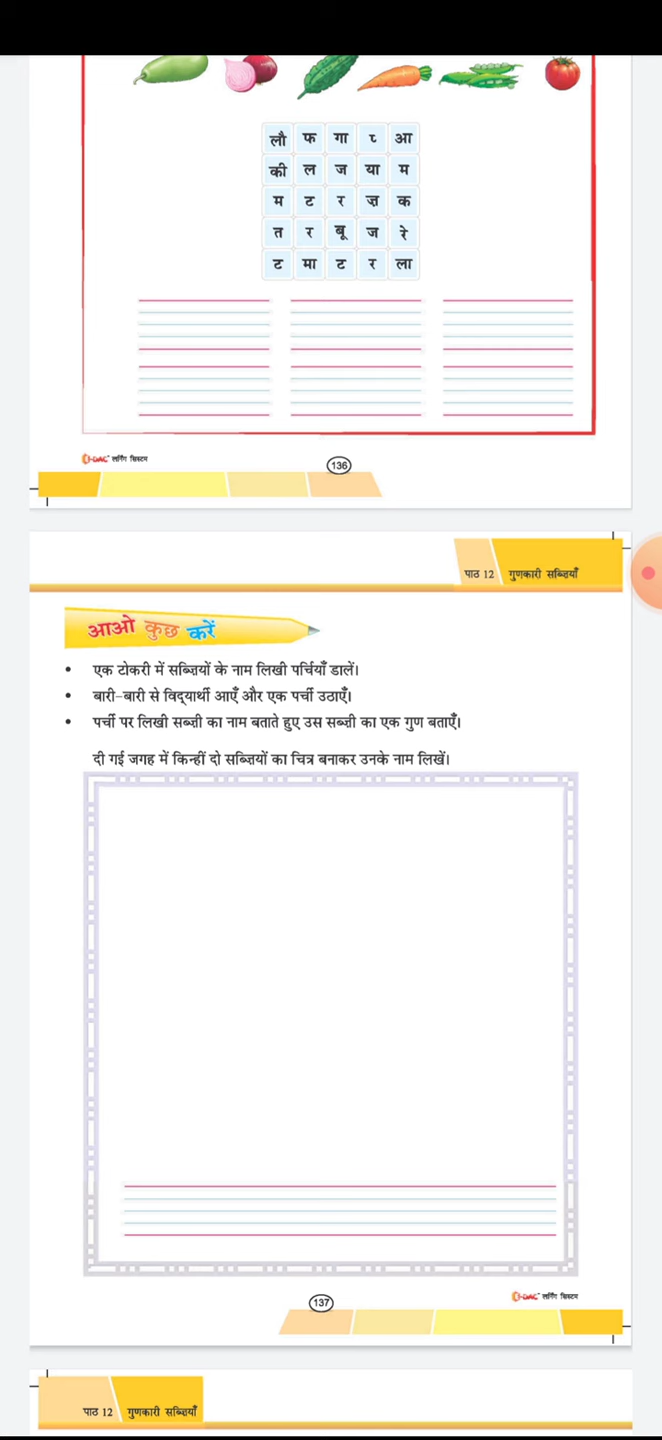 लौ फ गा ट आ
की ल ज या म
म ट र ज़ क
त र बू ज रे
ट मा ट र ला
लर्निंग सिस्टम
136
पाठ 12 गुणकारी सब्ज़ियाँ
आओ कुछ करें
• एक टोकरी में सब्ज़ियों के नाम लिखी पर्चियाँ डालें।
• बारी-बारी से विद्यार्थी आएँ और एक पर्ची उठाएँ।
• पर्ची पर लिखी सब्ज़ी का नाम बताते हुए उस सब्ज़ी का एक गुण बताएँ।
दी गई जगह में किन्हीं दो सब्ज़ियों का चित्र बनाकर उनके नाम लिखें।
137
लर्निंग सिस्टम
पाठ 12 गुणकारी सब्ज़ियाँ